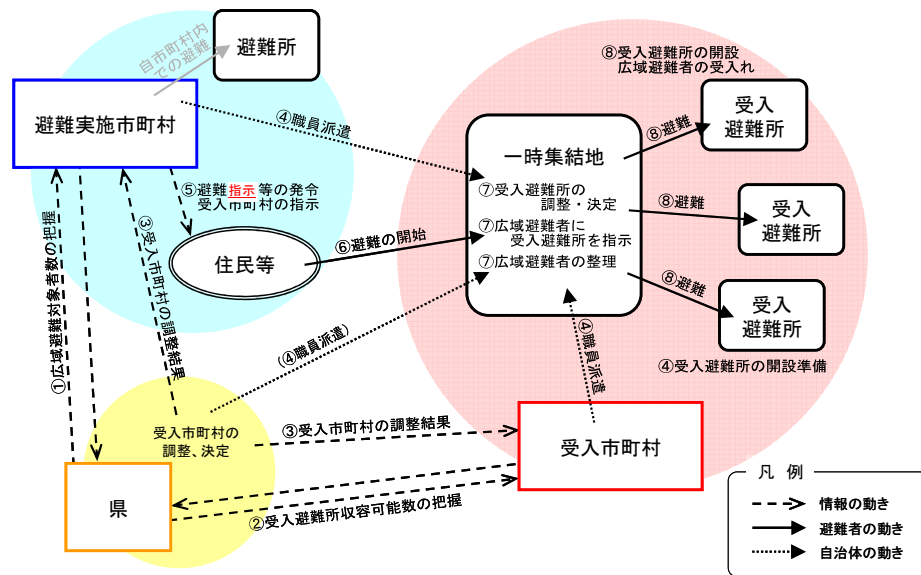 自市町村内
での避難
避難所
避難実施市町村
④職員派遣
⑤避難指示等の発令
受入市町村の指示
住民等
⑥避難の開始
①広域避難対象者数の把握
③受入市町村の調整結果
(④職員派遣)
受入市町村の
調整、決定
県
③受入市町村の調整結果
②受入避難所収容可能数の把握
⑧受入避難所の開設
広域避難者の受入れ
一時集結地
⑦受入避難所の
調整・決定
⑦広域避難者に
受入避難所を指示
⑦広域避難者の整理
⑧避難
受入
避難所
⑧避難
受入
避難所
⑧避難
受入
避難所
④職員派遣
④受入避難所の開設準備
受入市町村
凡 例
情報の動き
避難者の動き
自治体の動き